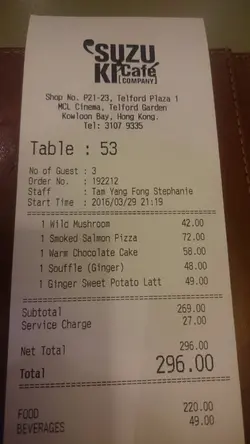 SUZU
KI Café
[COMPANY]
Shop No. P21-23, Telford Plaza 1
MCL Cinema, Telford Garden
Kowloon Bay, Hong Kong.
Tel: 3107 9335
Table : 53
No of Guest : 3
Order No. : 192212
Staff : Tam Yang Fong Stephanie
Start Time : 2016/03/29 21:19
1 Wild Mushroom 42.00
1 Smoked Salmon Pizza 72.00
1 Warm Chocolate Cake 58.00
1 Souffle (Ginger) 48.00
1 Ginger Sweet Potato Latt 49.00
Subtotal 269.00
Service Charge 27.00
Net Total 296.00
Total 296.00
FOOD 220.00
BEVERAGES 49.00